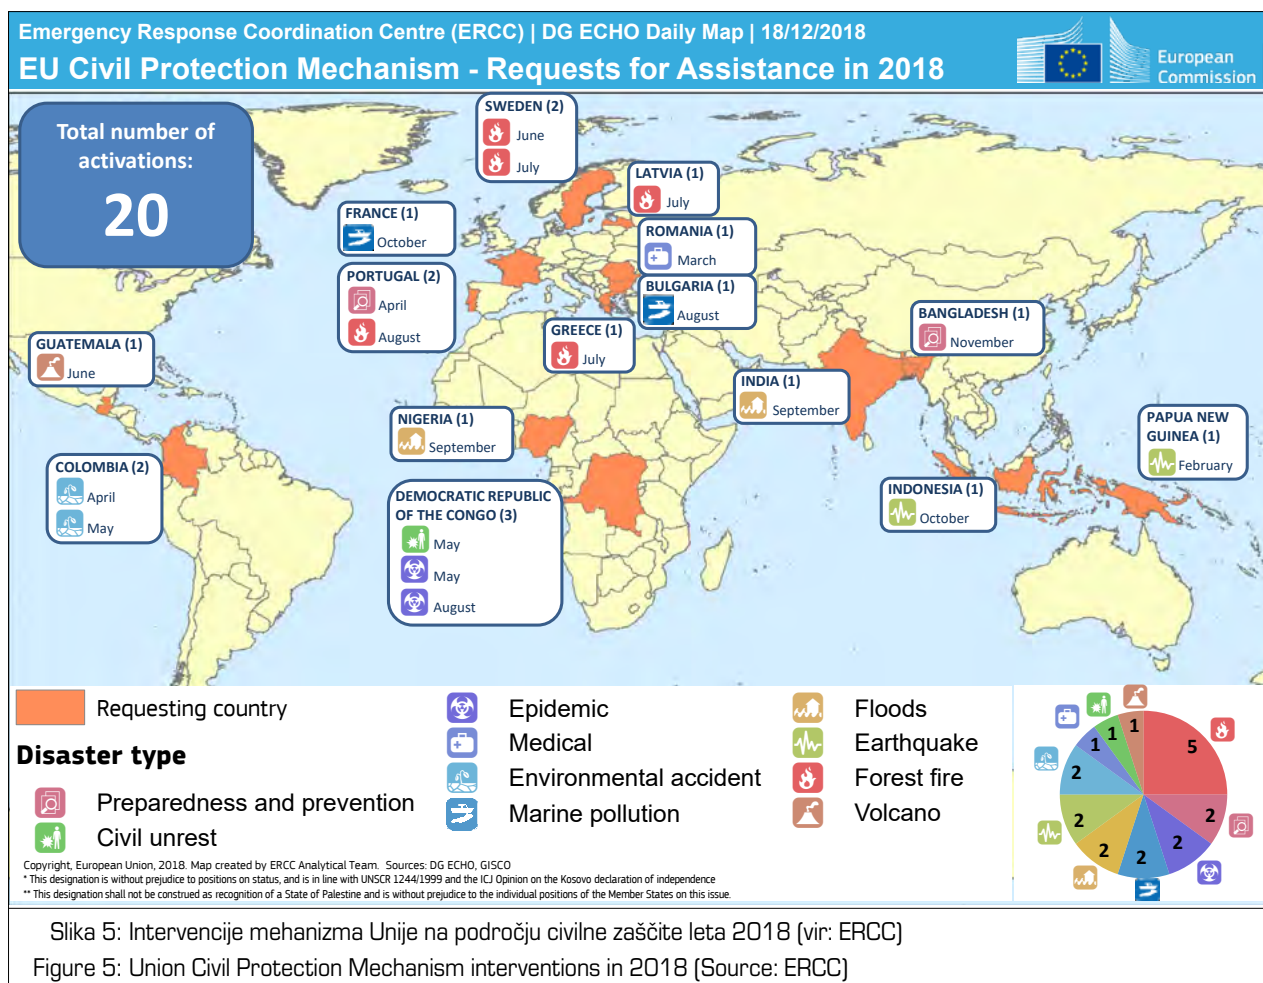 Emergency Response Coordination Centre (ERCC) | DG ECHO Daily Map | 18/12/2018
EU Civil Protection Mechanism - Requests for Assistance in 2018
European
Commission
Total number of
activations:
20
SWEDEN (2)
June
July
LATVIA (1)
July
FRANCE (1)
October
ROMANIA (1)
March
PORTUGAL (2)
April
August
BULGARIA (1)
August
GREECE (1)
July
BANGLADESH (1)
November
GUATEMALA (1)
June
INDIA (1)
September
NIGERIA (1)
September
PAPUA NEW
GUINEA (1)
February
COLOMBIA (2)
April
May
DEMOCRATIC REPUBLIC
OF THE CONGO (3)
May
May
August
INDONESIA (1)
October
Requesting country
Disaster type
Preparedness and prevention
Civil unrest
Epidemic
Medical
Environmental accident
Marine pollution
Floods
Earthquake
Forest fire
Volcano
5
2
2
2
2
2
2
1
1
1
Copyright, European Union, 2018. Map created by ERCC Analytical Team. Sources: DG ECHO, GISCO
* This designation is without prejudice to positions on status, and is in line with UNSCR 1244/1999 and the ICJ Opinion on the Kosovo declaration of independence
** This designation shall not be construed as recognition of a State of Palestine and is without prejudice to the individual positions of the Member States on this issue.
Slika 5: Intervencije mehanizma Unije na področju civilne zaščite leta 2018 (vir: ERCC)
Figure 5: Union Civil Protection Mechanism interventions in 2018 (Source: ERCC)